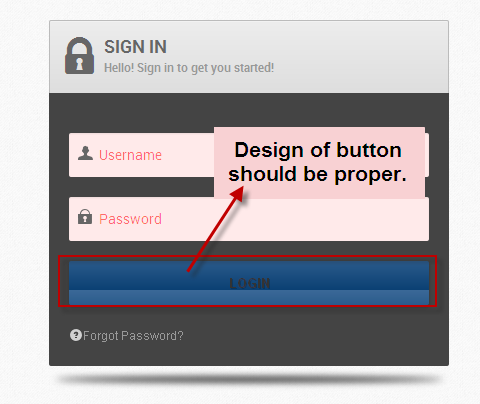 SIGN IN
Hello! Sign in to get you started!
Username
Design of button
should be proper.
Password
LOGIN
Forgot Password?